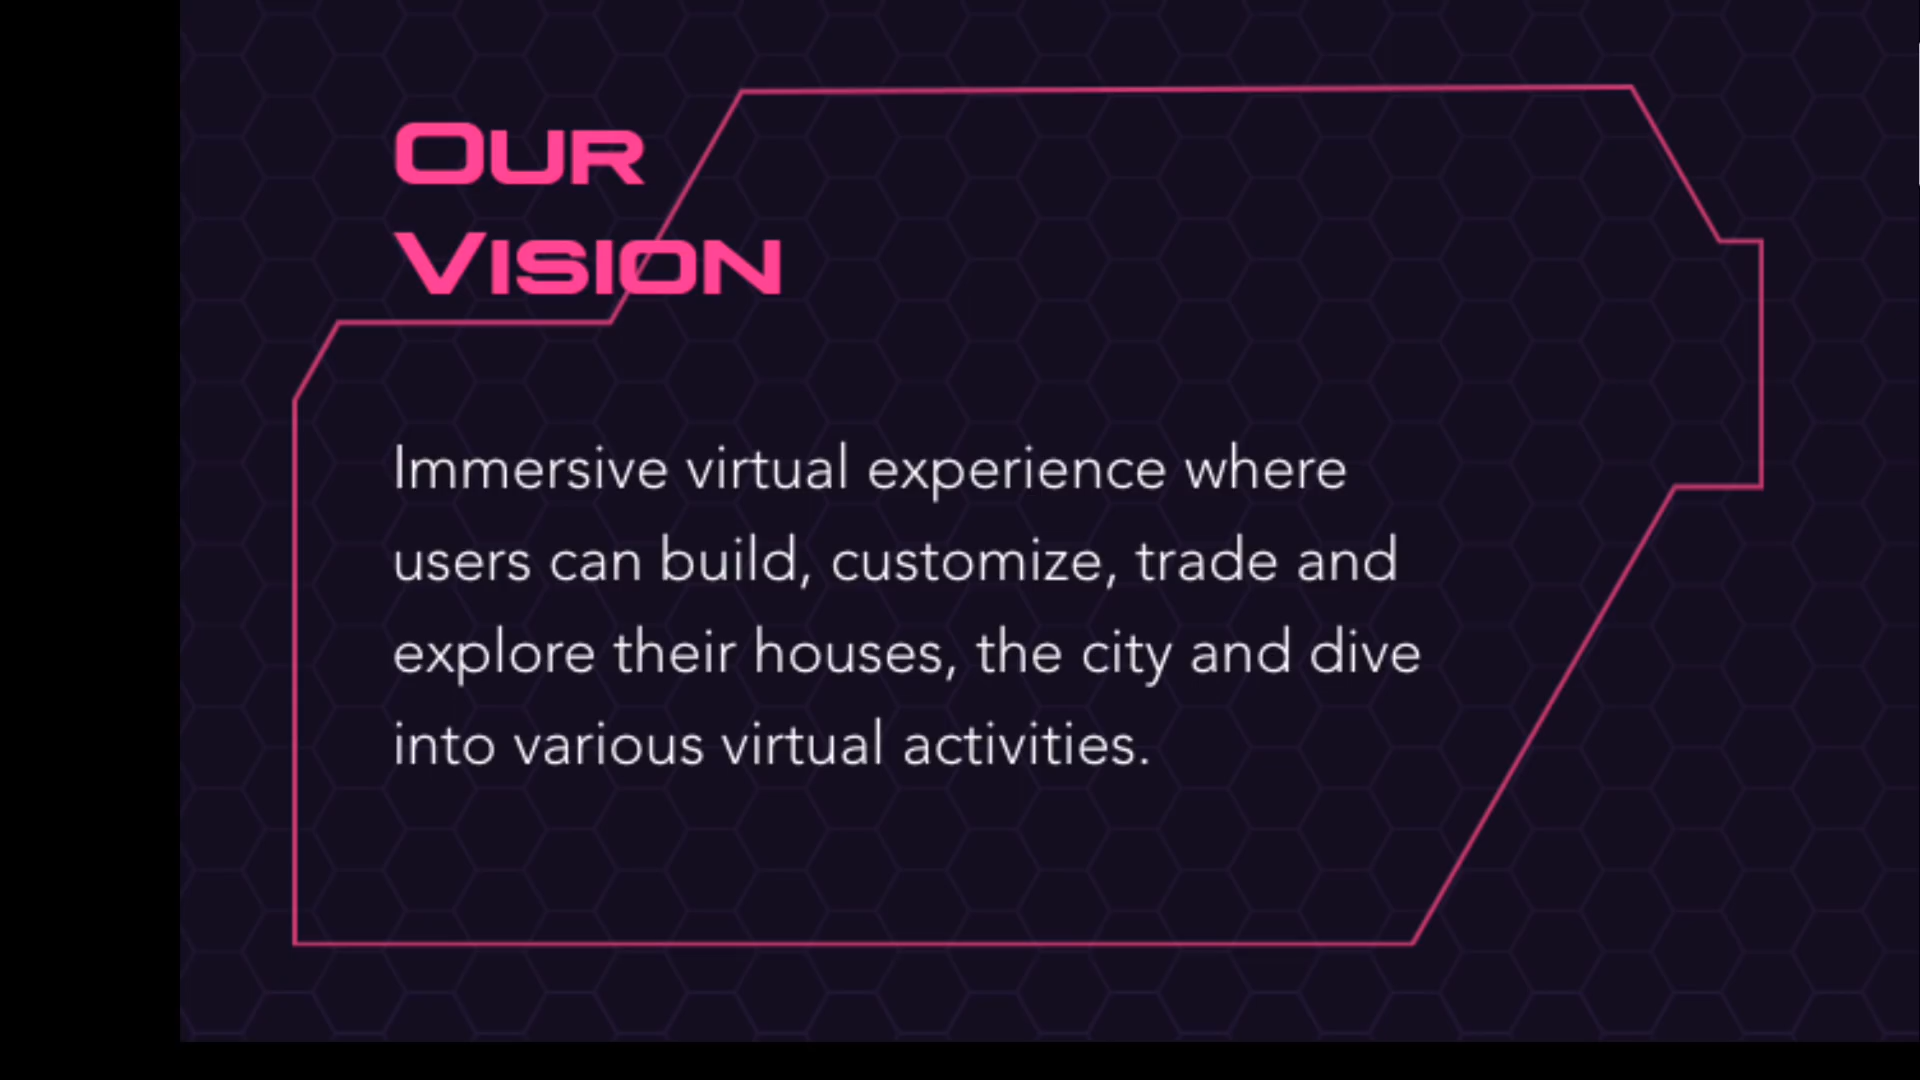 Our
Vision
Immersive virtual experience where
users can build, customize, trade and
explore their houses, the city and dive
into various virtual activities.